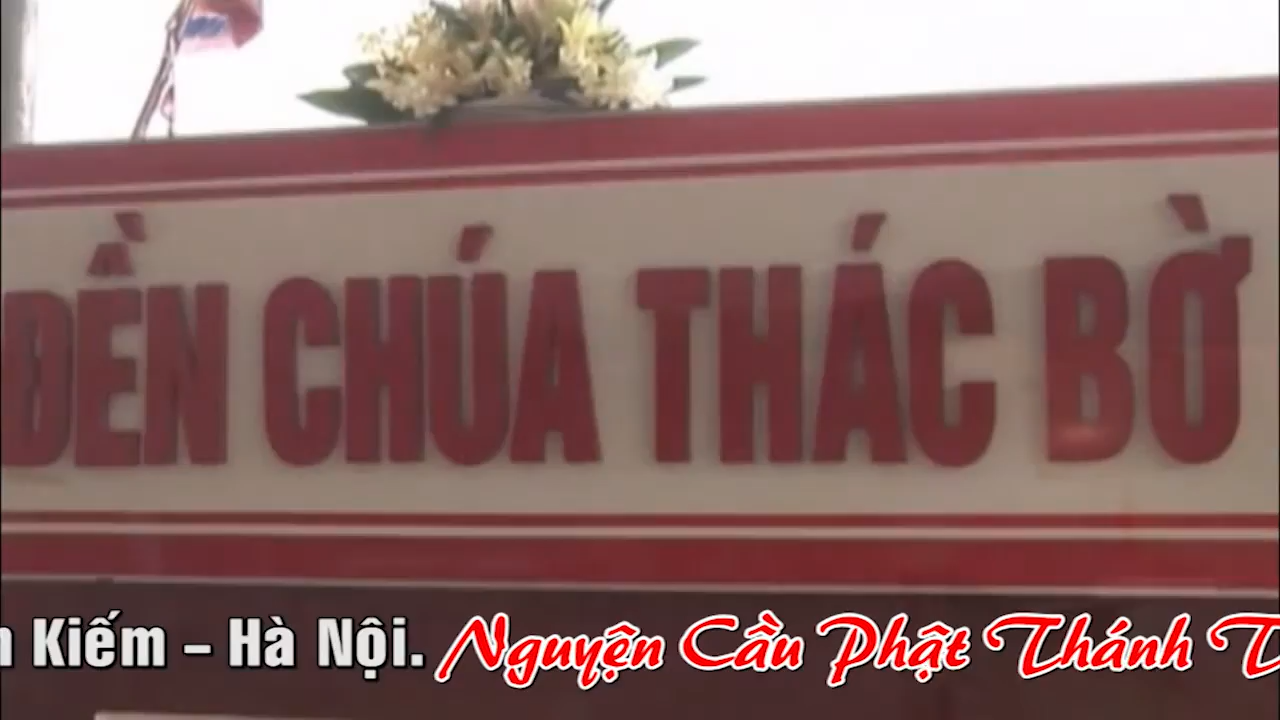 ĐỀN CHÚA THÁC BỜ
Kiếm – Hà Nội. Nguyện Cầu Phật Thánh